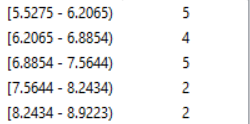 [5.5275 - 6.2065) 5
[6.2065 - 6.8854) 4
[6.8854 - 7.5644) 5
[7.5644 - 8.2434) 2
[8.2434 - 8.9223) 2